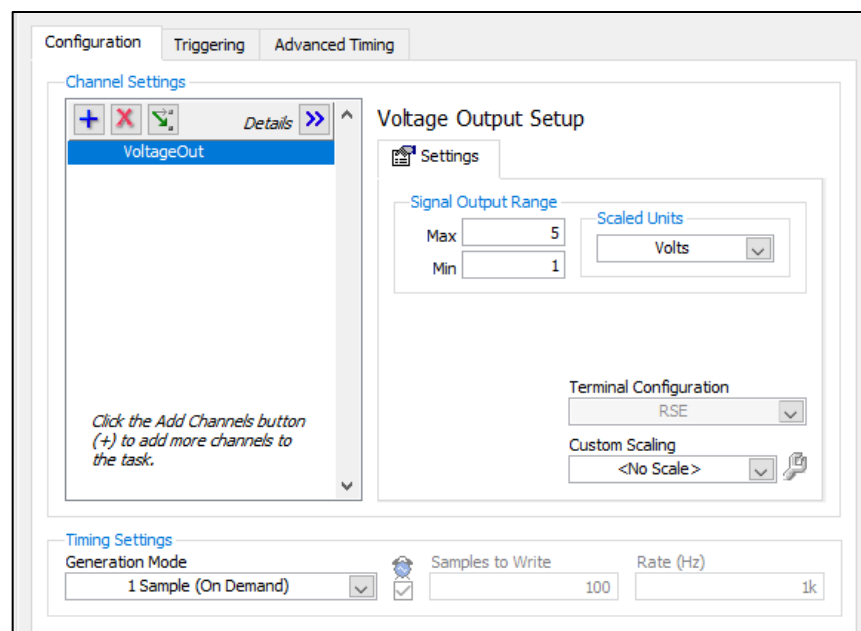 Configuration Triggering Advanced Timing
Channel Settings
Details
VoltageOut
Click the Add Channels button
(+) to add more channels to
the task.
Voltage Output Setup
Settings
Signal Output Range
Max 5
Min 1
Scaled Units
Volts
Terminal Configuration
RSE
Custom Scaling
<No Scale>
Timing Settings
Generation Mode
1 Sample (On Demand)
Samples to Write
100
Rate (Hz)
1k